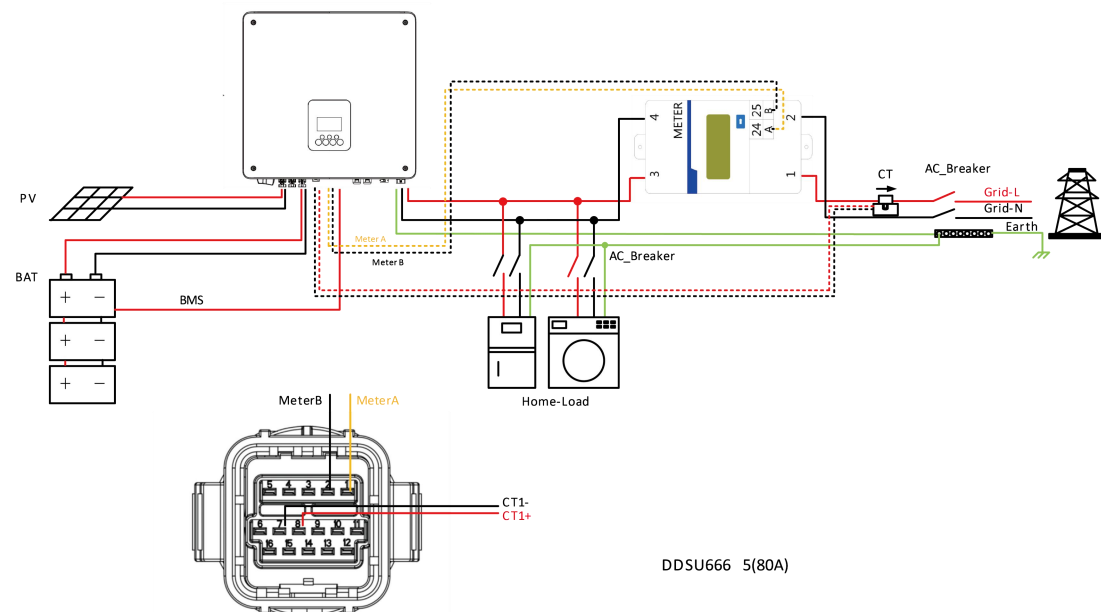 4
3
METER
24 25
A B
2
1
CT
AC_Breaker
Grid-L
Grid-N
Earth
PV
Meter A
Meter B
AC_Breaker
BAT
BMS
+ −
+ −
+ −
Home-Load
MeterB MeterA
5 4 3 2 1
CT1-
CT1+
6 7 8 9 10 11
16 15 14 13 12
DDSU666 5(80A)